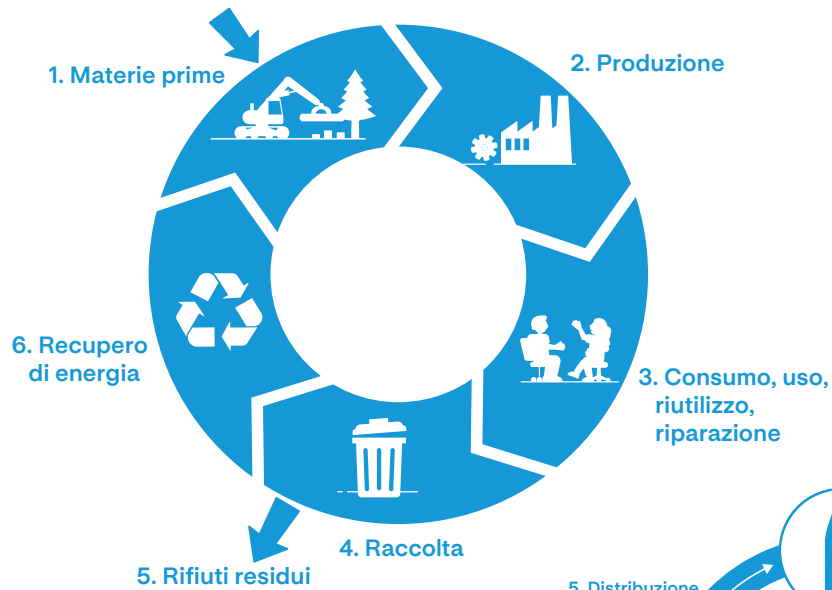 1. Materie prime
2. Produzione
3. Consumo, uso,
riutilizzo,
riparazione
4. Raccolta
5. Rifiuti residui
6. Recupero
di energia
5. Distribuzione